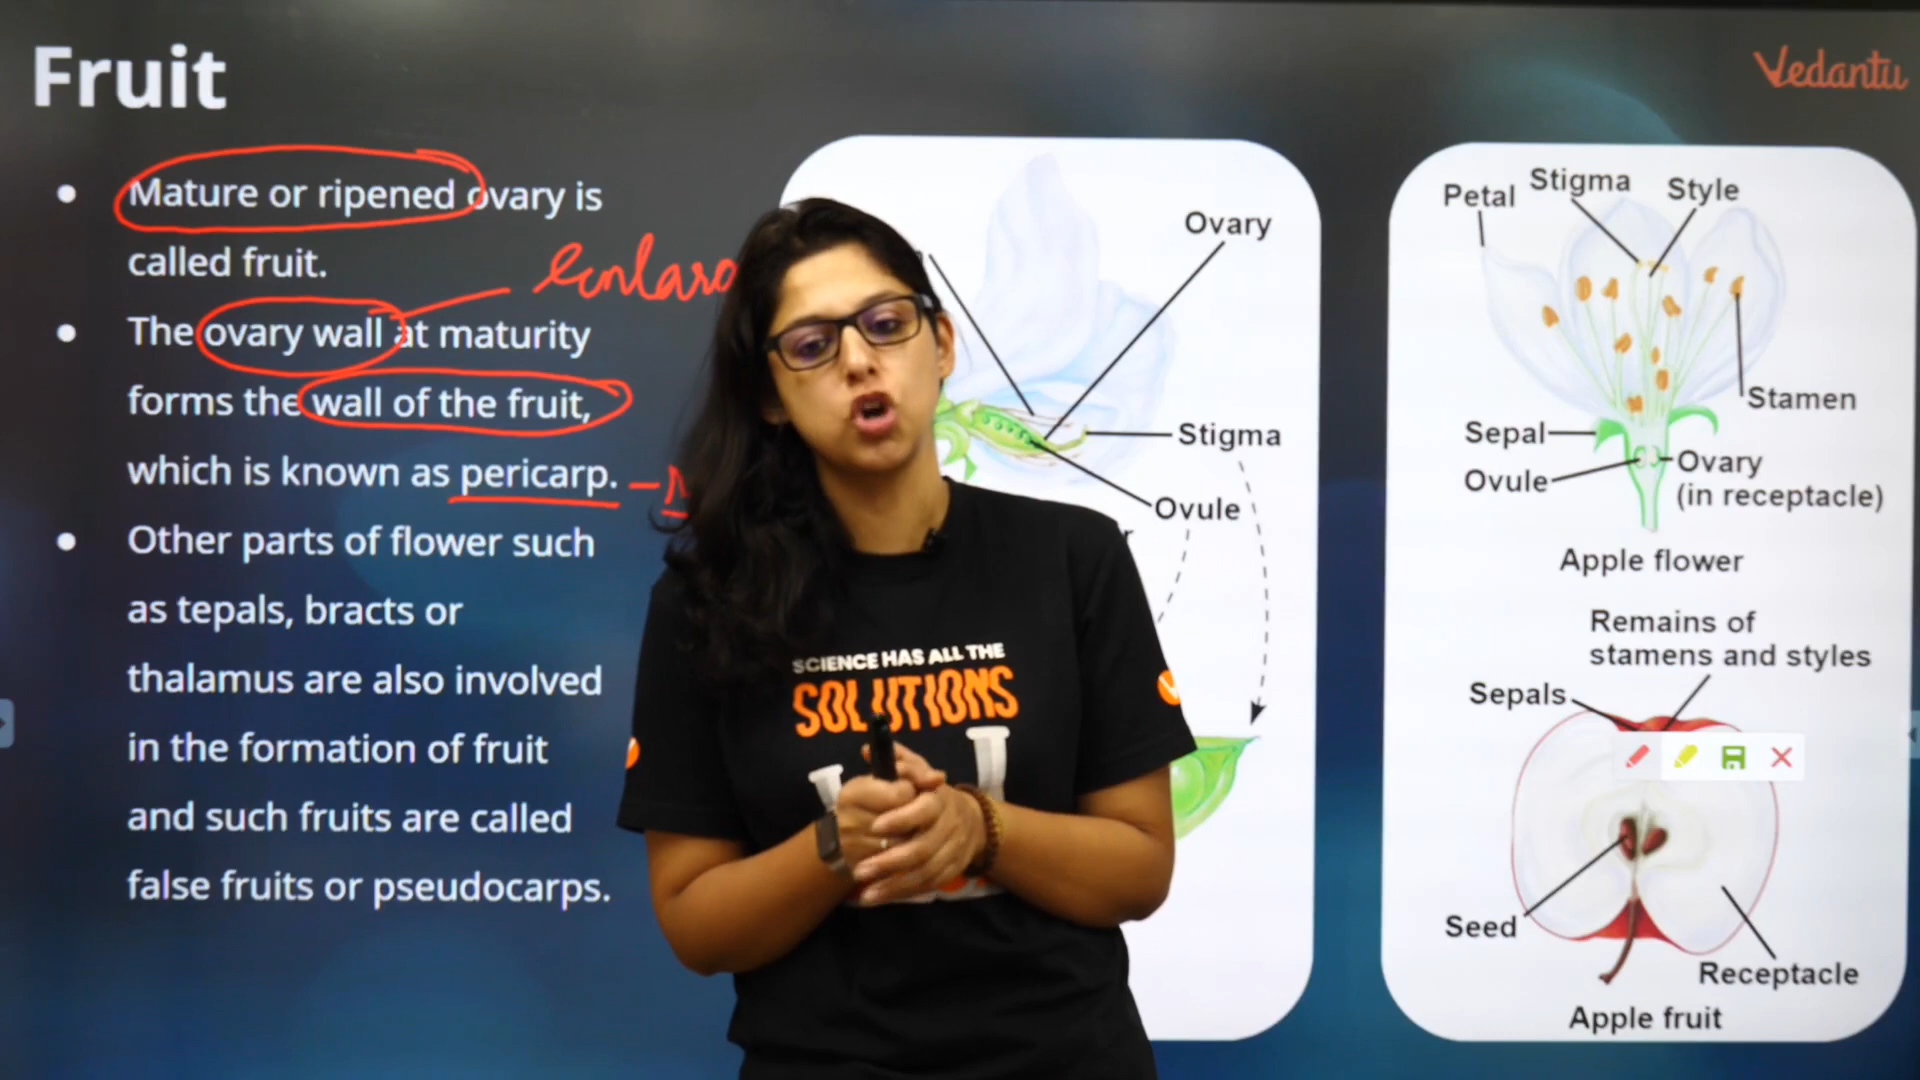 Fruit
Vedantu
Mature or ripened ovary is
called fruit.
The ovary wall at maturity
forms the wall of the fruit,
which is known as pericarp.
Other parts of flower such
as tepals, bracts or
thalamus are also involved
in the formation of fruit
and such fruits are called
false fruits or pseudocarps.
Ovary
Stigma
Ovule
SCIENCE HAS ALL THE
SOLUTIONS
Petal
Stigma
Style
Stamen
Sepal
Ovule
Ovary
(in receptacle)
Apple flower
Remains of
stamens and styles
Sepals
Seed
Receptacle
Apple fruit